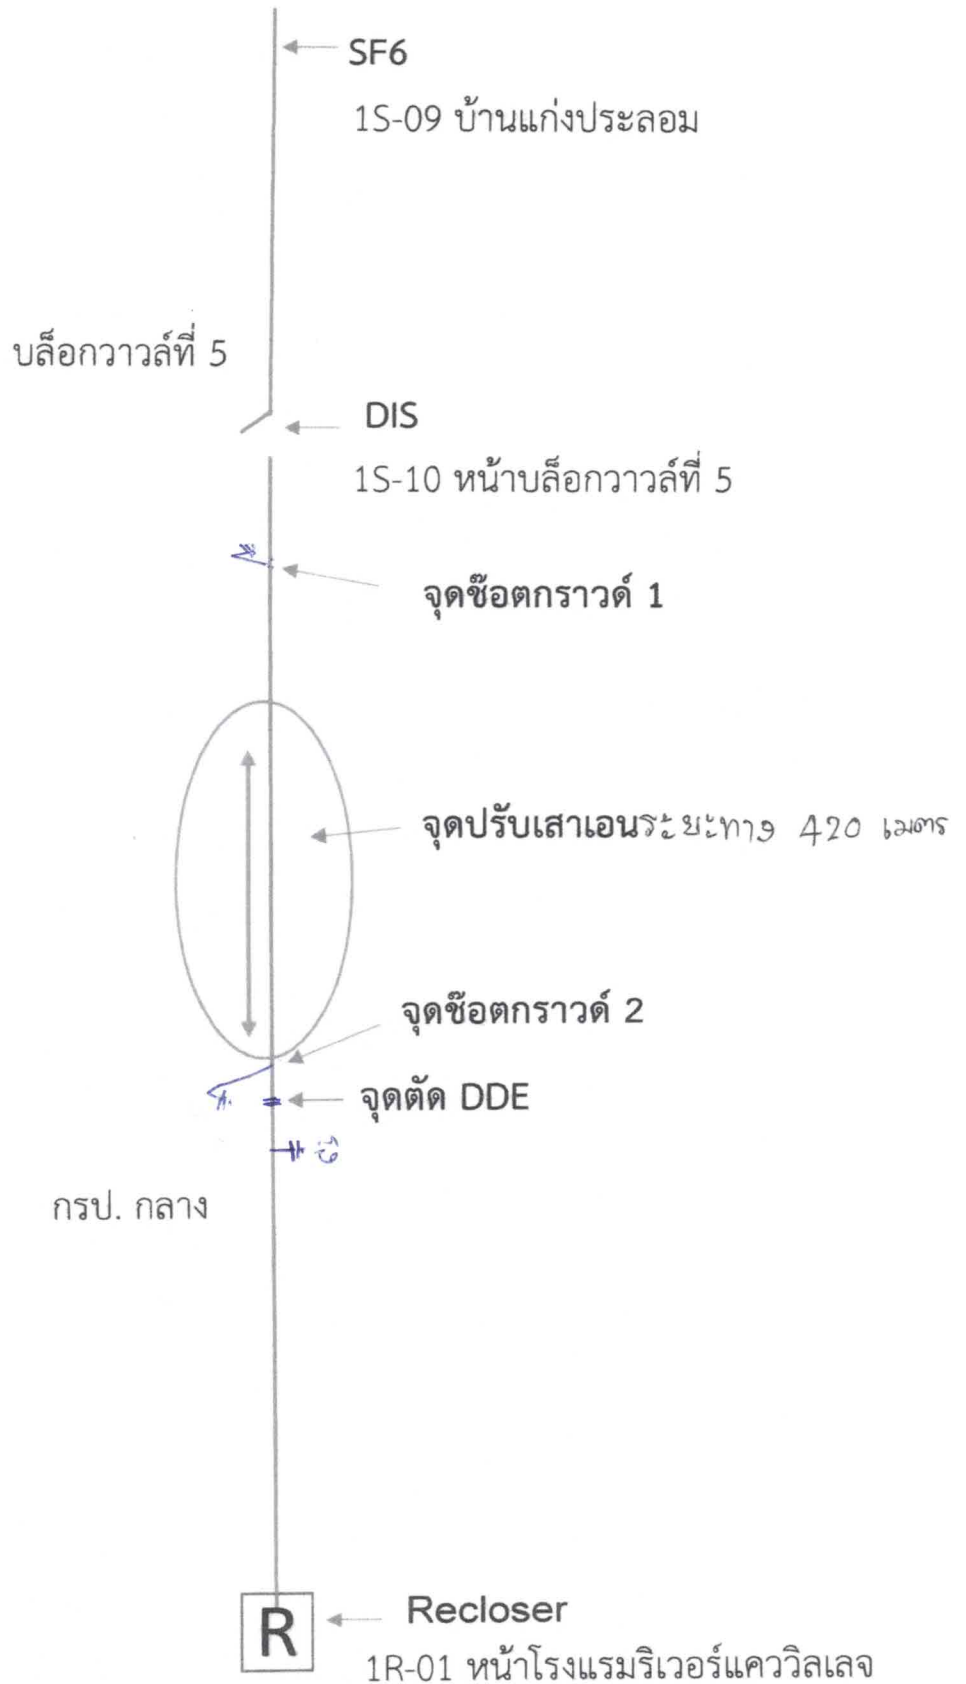 SF6
1S-09 บ้านแก่งประลอม
บล็อกวาวล์ที่ 5
DIS
1S-10 หน้าบล็อกวาวล์ที่ 5
จุดช๊อตกราวด์ 1
จุดปรับเสาเอนระยะทาง 420 เมตร
จุดช๊อตกราวด์ 2
จุดตัด DDE
กรป. กลาง
R
Recloser
1R-01 หน้าโรงแรมริเวอร์แคววิลเลจ